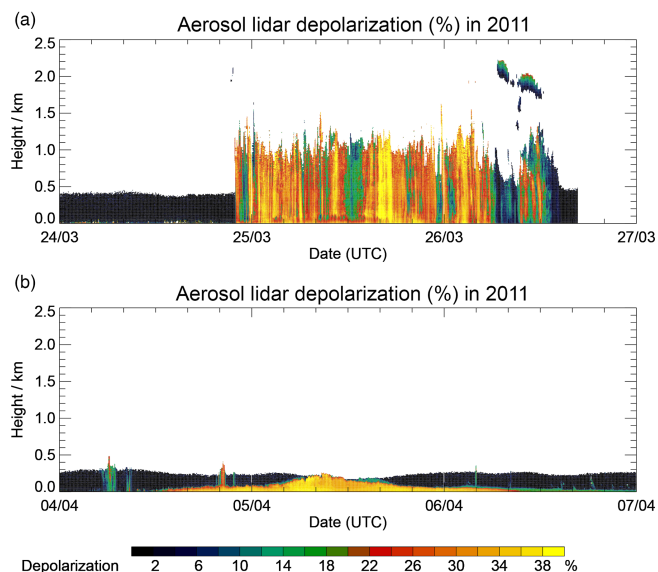 (a)
Aerosol lidar depolarization (%) in 2011
2.5
2.0
1.5
1.0
0.5
0.0
Height / km
24/03 25/03 26/03 27/03
Date (UTC)
(b)
Aerosol lidar depolarization (%) in 2011
2.5
2.0
1.5
1.0
0.5
0.0
Height / km
04/04 05/04 06/04 07/04
Date (UTC)
Depolarization 2 6 10 14 18 22 26 30 34 38 %